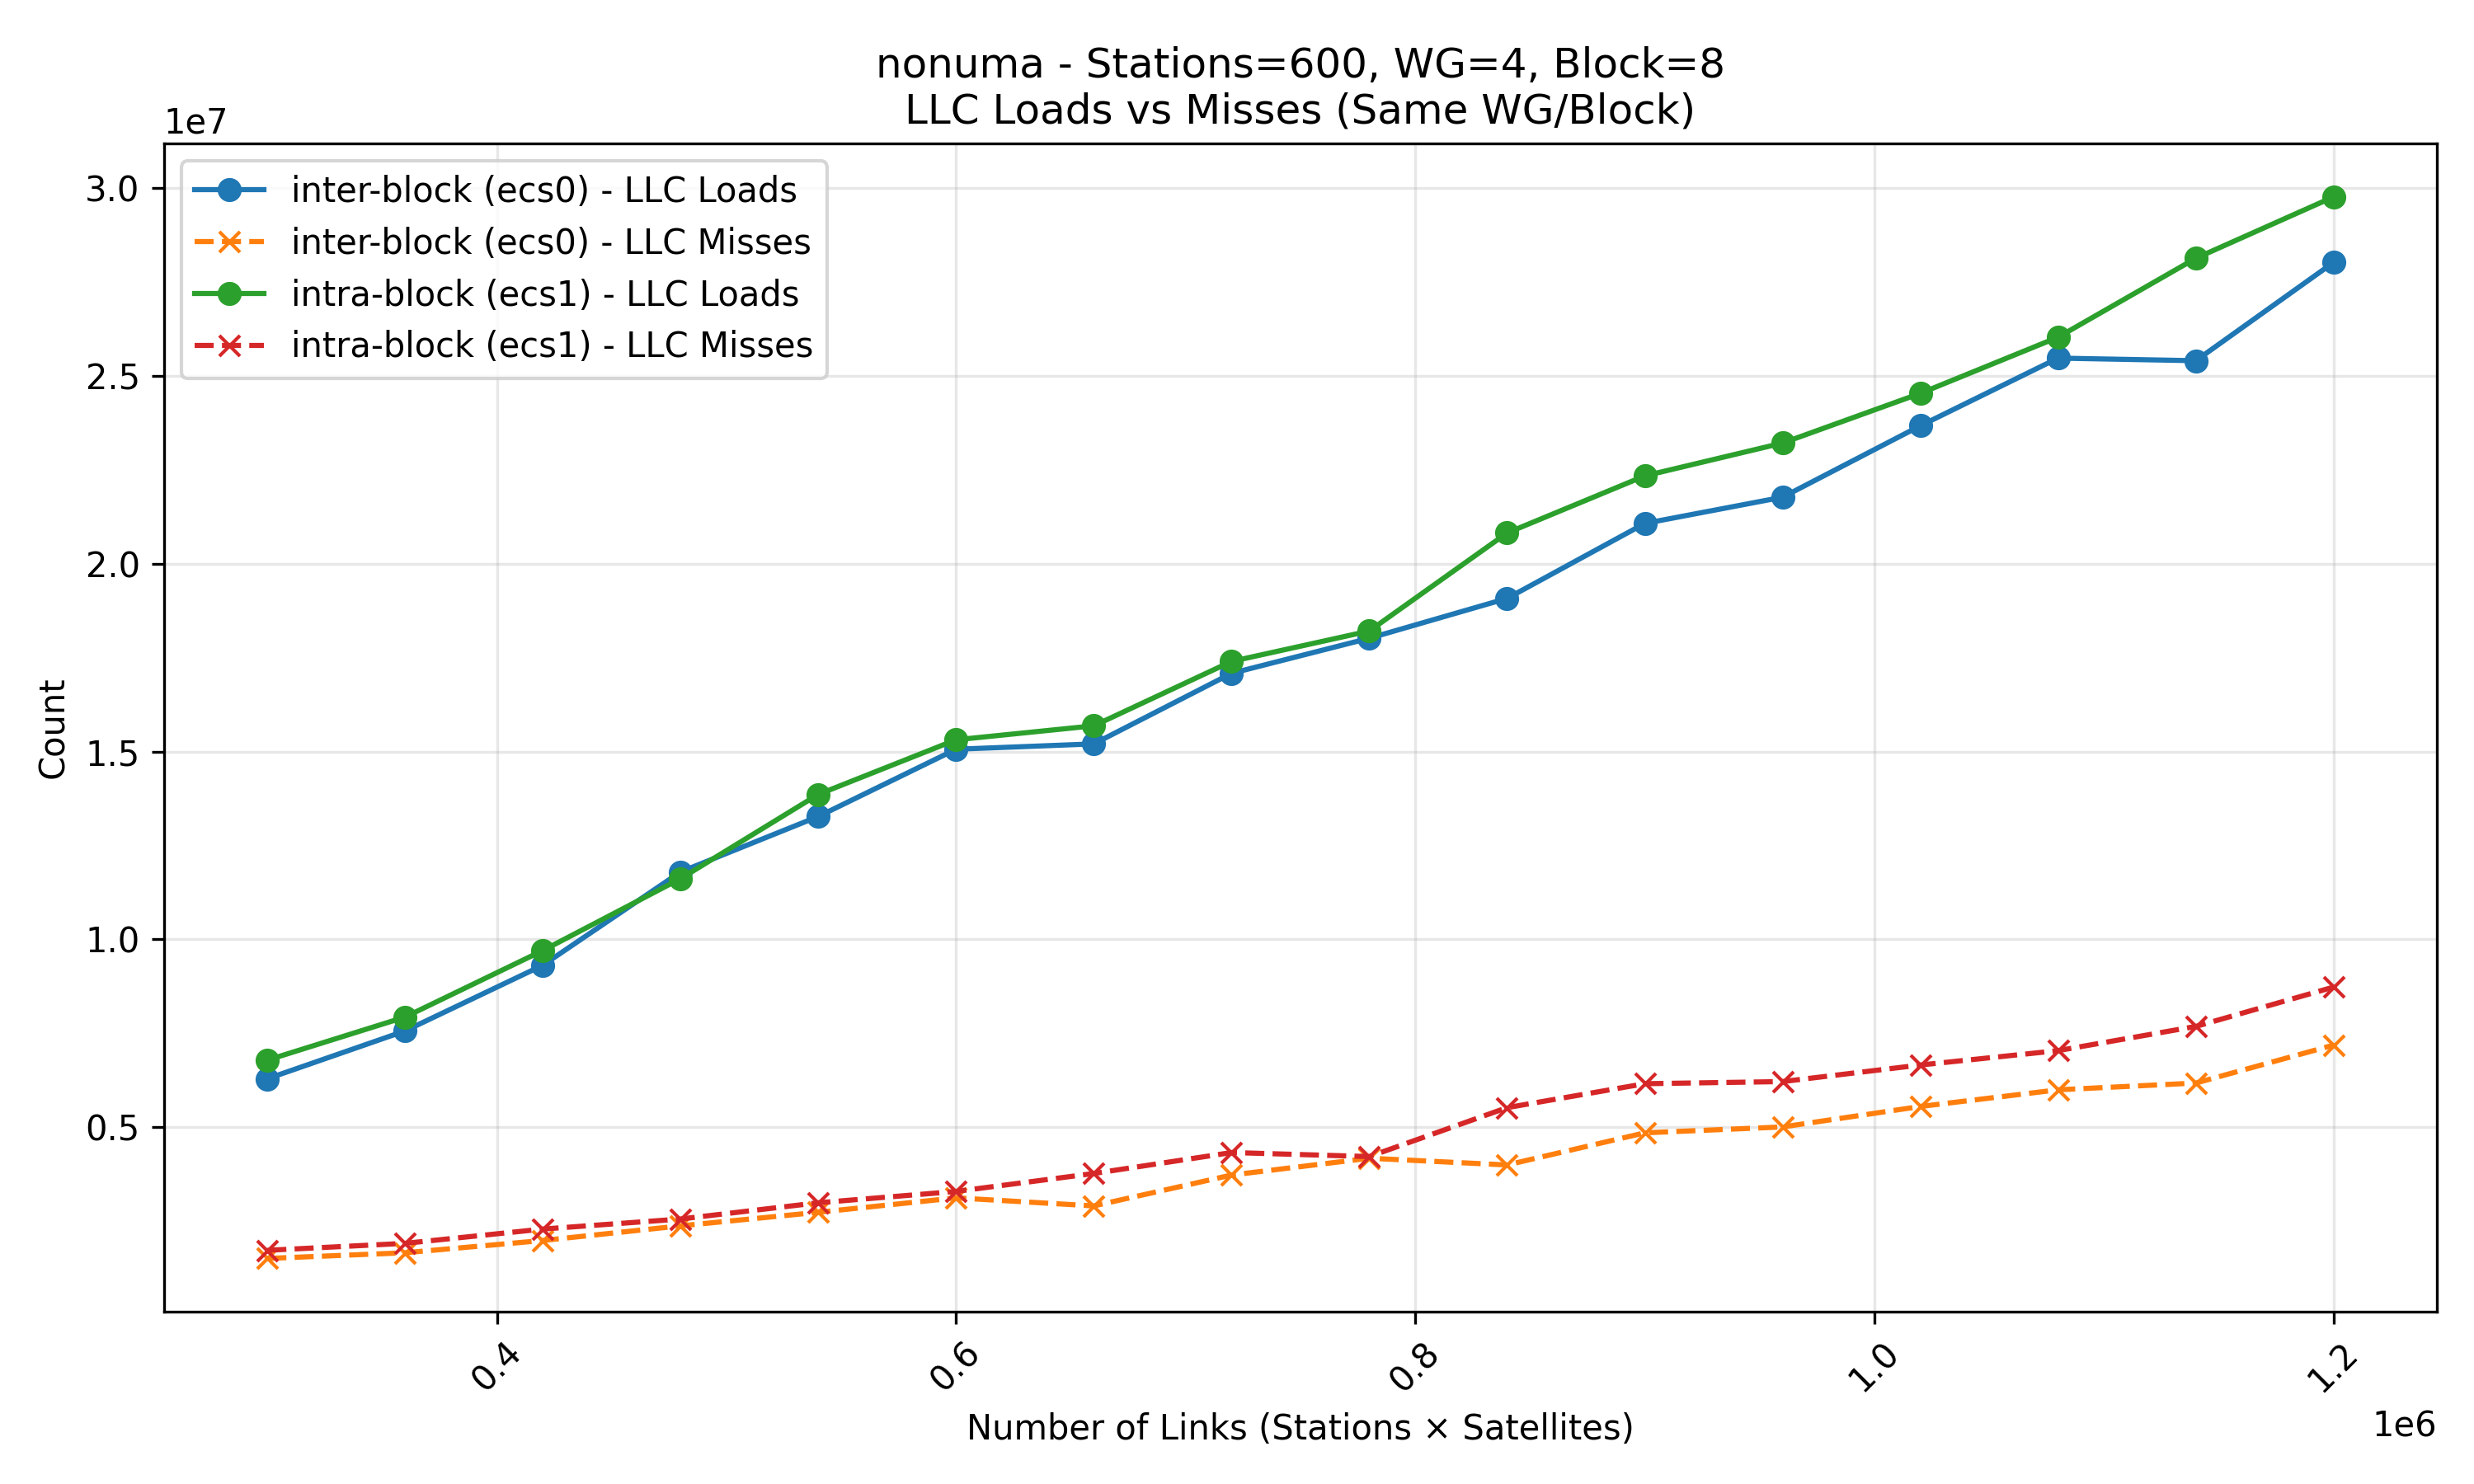 nonuma - Stations=600, WG=4, Block=8
LLC Loads vs Misses (Same WG/Block)
1e7
inter-block (ecs0) - LLC Loads
inter-block (ecs0) - LLC Misses
intra-block (ecs1) - LLC Loads
intra-block (ecs1) - LLC Misses
3.0
2.5
2.0
1.5
1.0
0.5
Count
0.4
0.6
0.8
1.0
1.2
Number of Links (Stations × Satellites)
1e6